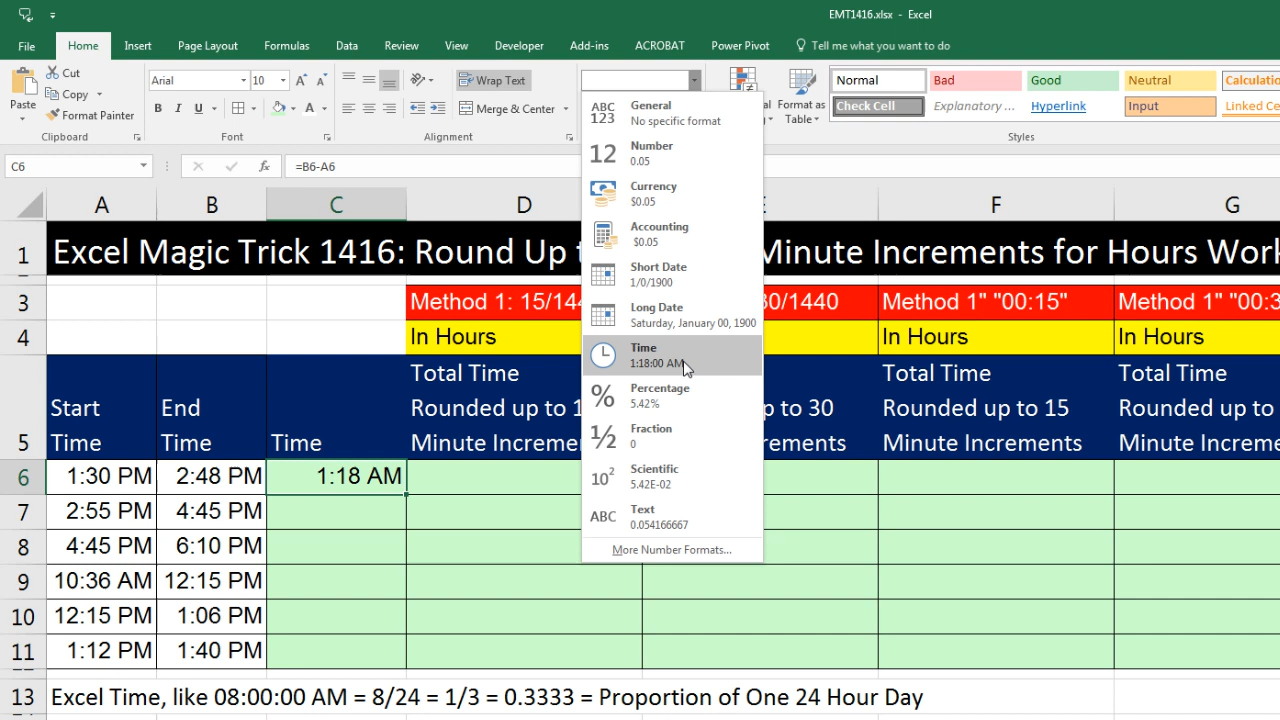 EMT1416.xlsx - Excel
File Home Insert Page Layout Formulas Data Review View Developer Add-ins ACROBAT Power Pivot Tell me what you want to do
Paste
Cut
Copy
Format Painter
Clipboard
Arial 10
B I U
Font
Wrap Text
Merge & Center
Alignment
Format as
Table
Normal Bad Good Neutral
Check Cell Explanatory ... Hyperlink Input
Styles
C6 fx =B6-A6
A B C D F G
1 Excel Magic Trick 1416: Round Up Minute Increments for Hours
3 Method 1: Method 1" "00:15" Method 1" "00:3
4 In Hours In Hours In Hours
5 Start
Time
End
Time
Time
Total Time
Rounded up to 1
Minute
p to 30
rements
Total Time
Rounded up to 15
Minute Increments
Total Time
Rounded up to
Minute
6 1:30 PM 2:48 PM 1:18 AM
7 2:55 PM 4:45 PM
8 4:45 PM 6:10 PM
9 10:36 AM 12:15 PM
10 12:15 PM 1:06 PM
11 1:12 PM 1:40 PM
13 Excel Time, like 08:00:00 AM = 8/24 = 1/3 = 0.3333 = Proportion of One 24 Hour Day
ABC
123
General
No specific format
12
Number
0.05
Currency
$0.05
Accounting
$0.05
Short Date
1/0/1900
Long Date
Saturday, January 00, 1900
Time
1:18:00 AM
%
Percentage
5.42%
½
Fraction
0
10²
Scientific
5.42E-02
ABC
Text
0.054166667
More Number Formats...